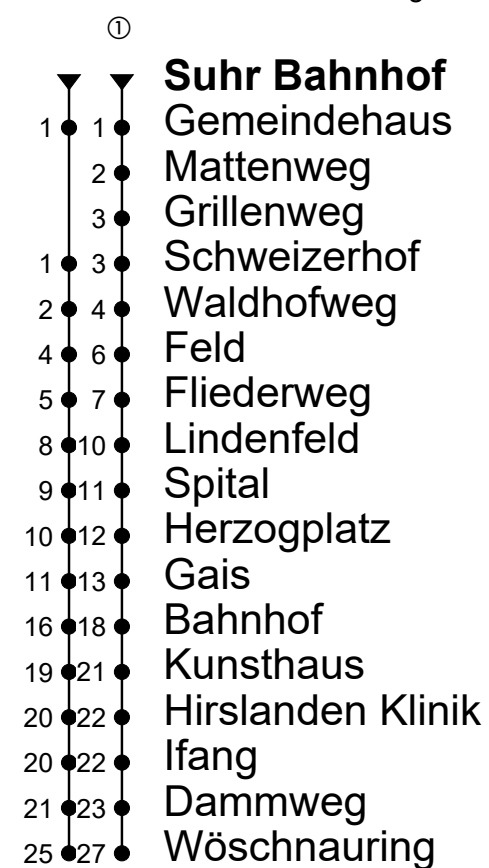 ①
Suhr Bahnhof
1 1 Gemeindehaus
2 Mattenweg
3 Grillenweg
1 3 Schweizerhof
2 4 Waldhofweg
4 6 Feld
5 7 Fliederweg
8 10 Lindenfeld
9 11 Spital
10 12 Herzogplatz
11 13 Gais
16 18 Bahnhof
19 21 Kunsthaus
20 22 Hirslanden Klinik
20 22 Ifang
21 23 Dammweg
25 27 Wöschnauring